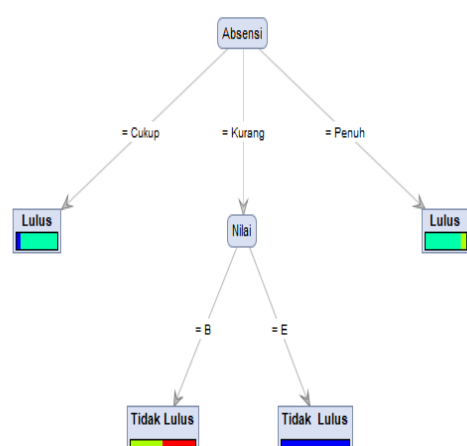 Absensi
= Cukup
= Kurang
= Penuh
Lulus
Lulus
Nilai
= B
= E
Tidak Lulus
Tidak Lulus